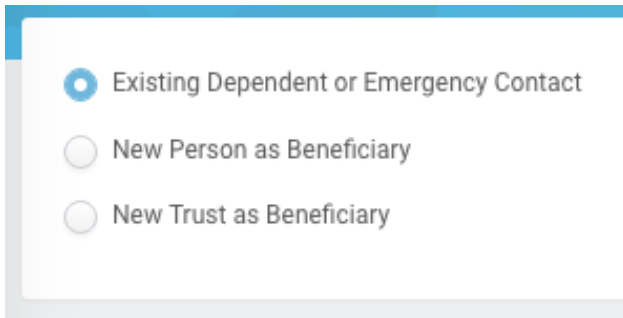 Existing Dependent or Emergency Contact
New Person as Beneficiary
New Trust as Beneficiary